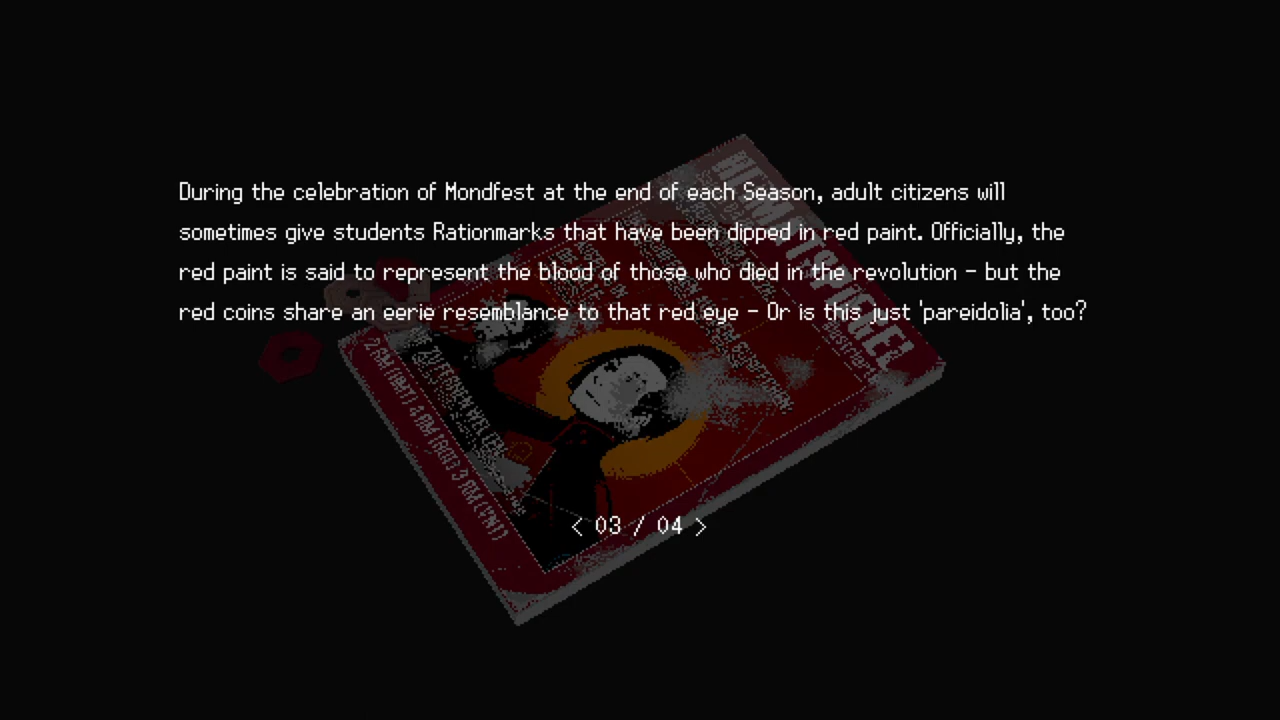 During the celebration of Mondfest at the end of each Season, adult citizens will
sometimes give students Rationmarks that have been dipped in red paint. Officially, the
red paint is said to represent the blood of those who died in the revolution - but the
red coins share an eerie resemblance to that red eye - Or is this just 'pareidolia', too?
< 03 / 04 >